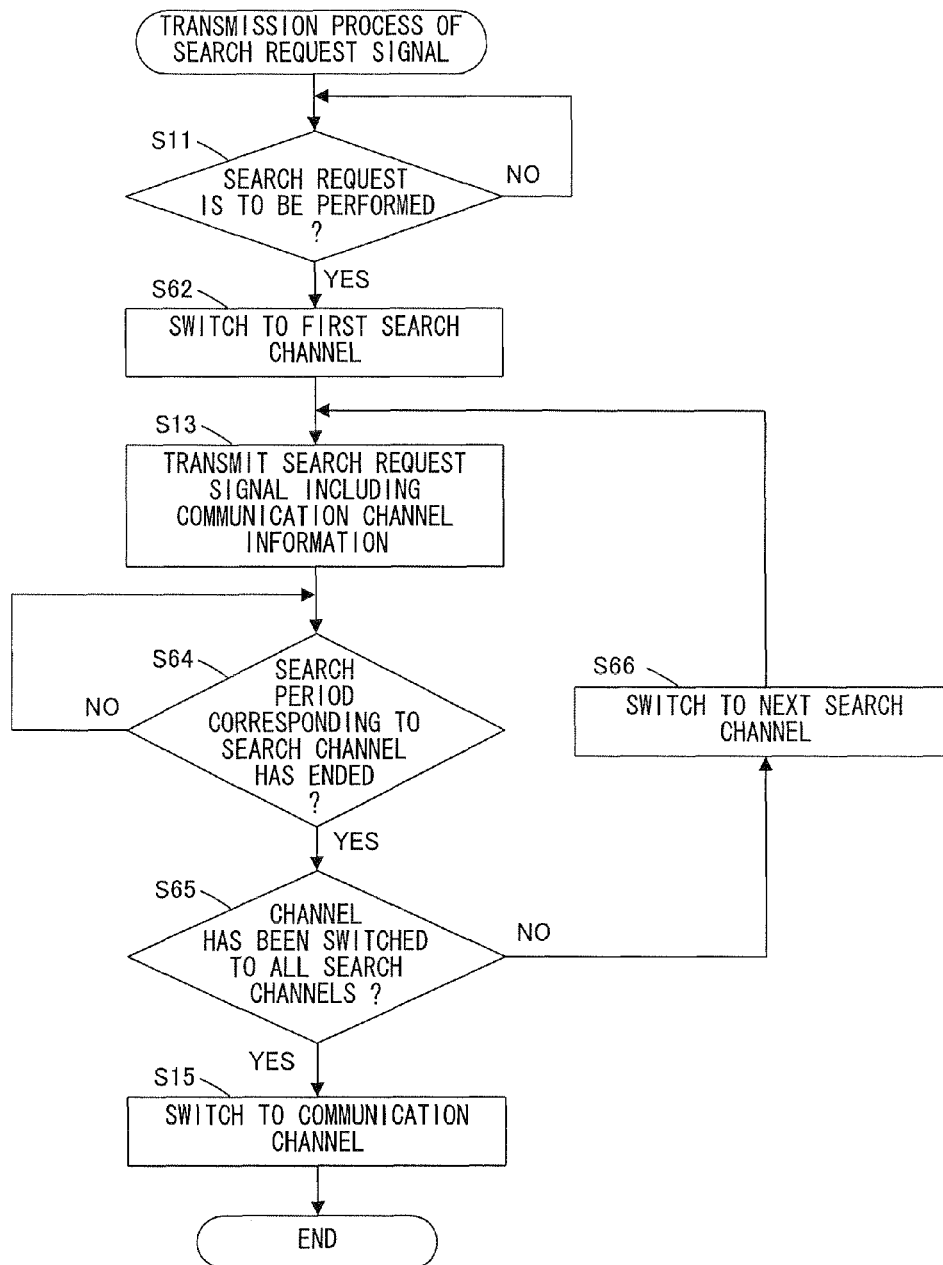 TRANSMISSION PROCESS OF
SEARCH REQUEST SIGNAL
S11
SEARCH REQUEST
IS TO BE PERFORMED
?
NO
YES
S62
SWITCH TO FIRST SEARCH
CHANNEL
S13
TRANSMIT SEARCH REQUEST
SIGNAL INCLUDING
COMMUNICATION CHANNEL
INFORMATION
S64
SEARCH
PERIOD
CORRESPONDING TO
SEARCH CHANNEL
HAS ENDED
?
NO
YES
S66
SWITCH TO NEXT SEARCH
CHANNEL
S65
CHANNEL
HAS BEEN SWITCHED
TO ALL SEARCH
CHANNELS ?
NO
YES
S15
SWITCH TO COMMUNICATION
CHANNEL
END